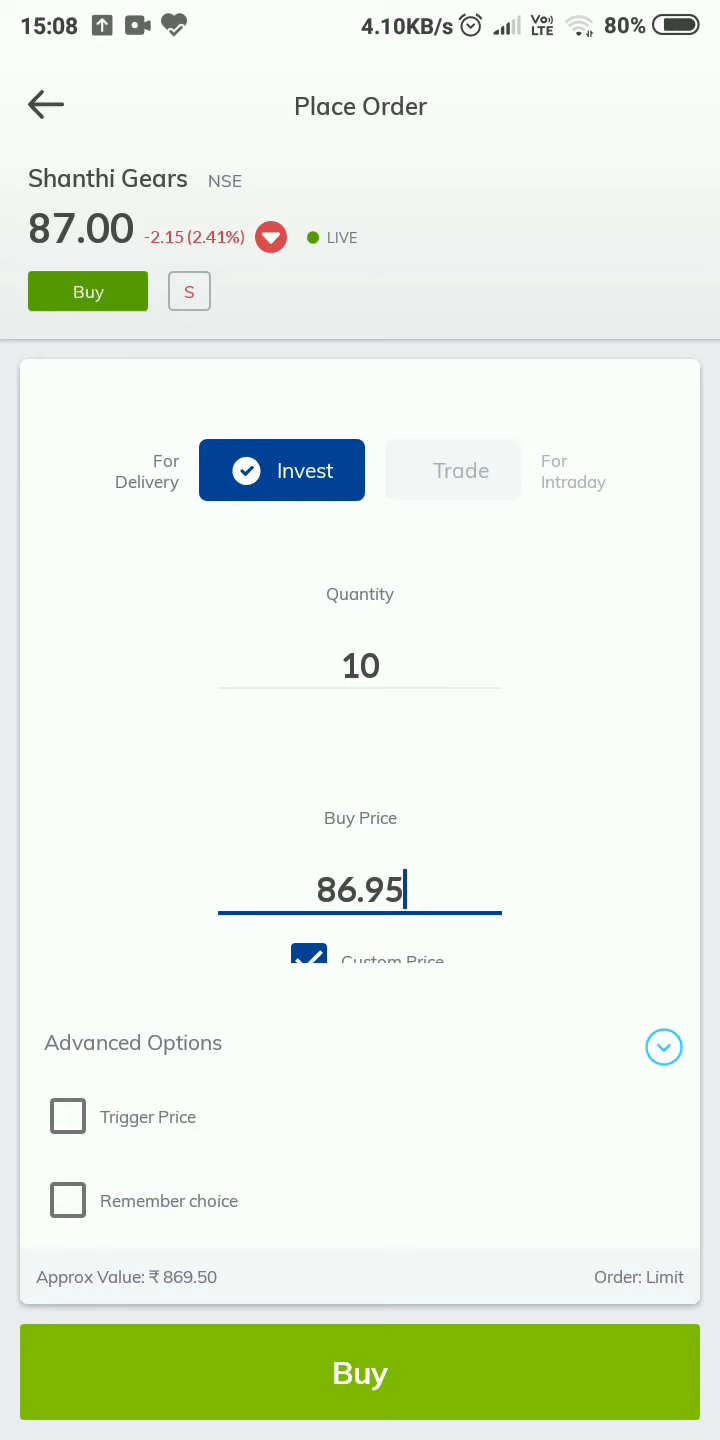 15:08 4.10KB/s Vo)) LTE 80%
Place Order
Shanthi Gears NSE
87.00 -2.15 (2.41%) LIVE
Buy S
For Delivery Invest Trade For Intraday
Quantity
10
Buy Price
86.95
Custom Price
Advanced Options
Trigger Price
Remember choice
Approx Value: ₹ 869.50 Order: Limit
Buy